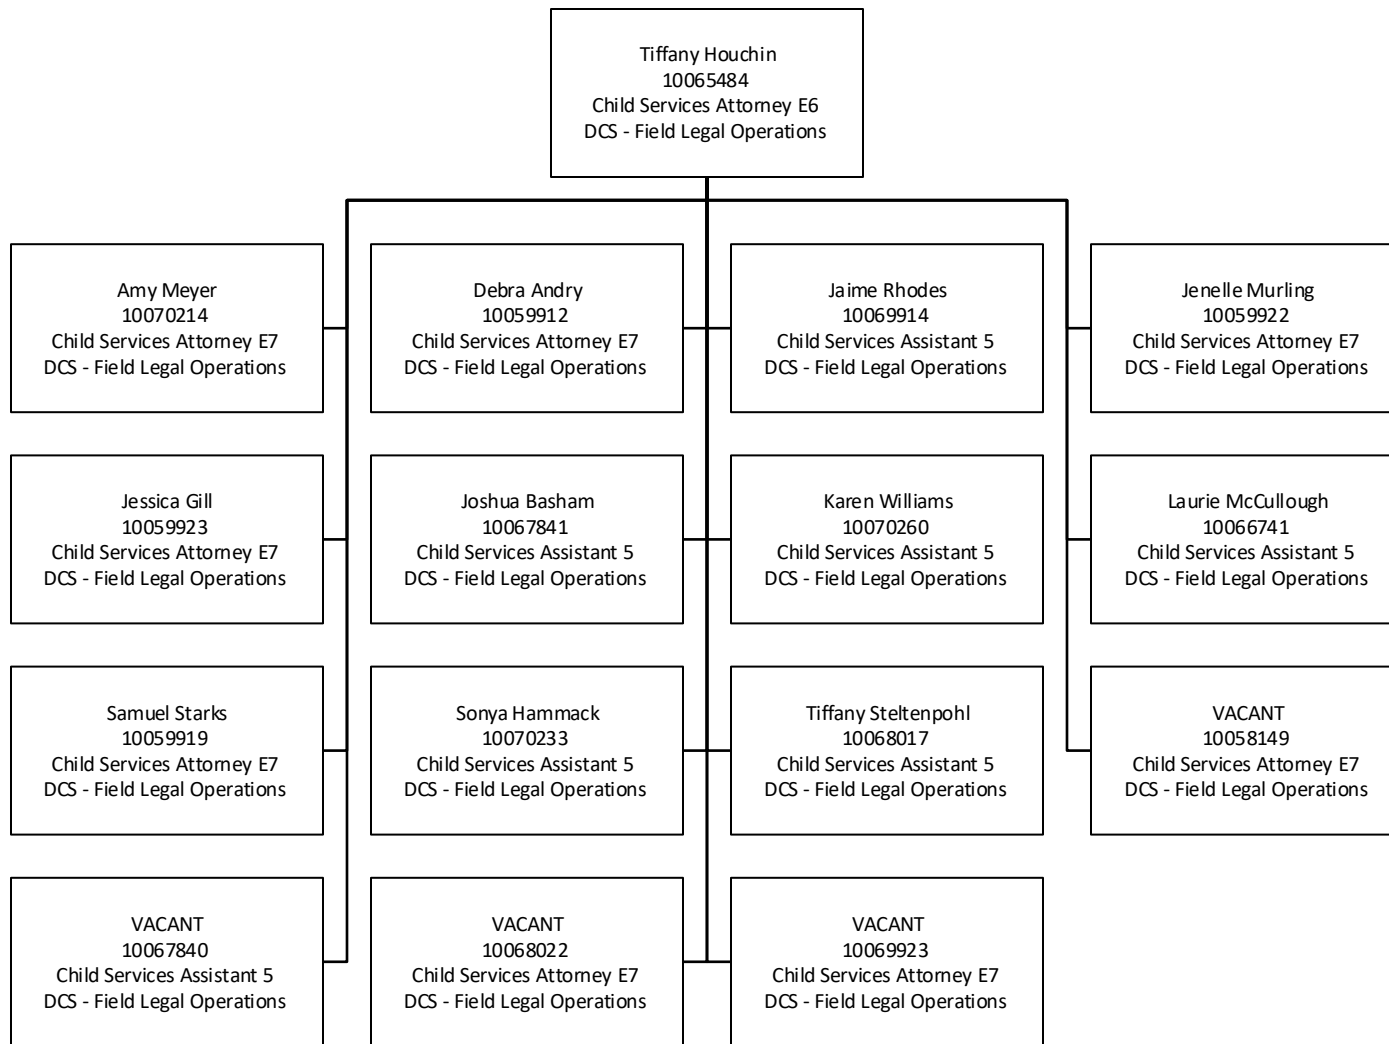 Tiffany Houchin
10065484
Child Services Attorney E6
DCS - Field Legal Operations
Amy Meyer
10070214
Child Services Attorney E7
DCS - Field Legal Operations
Debra Andry
10059912
Child Services Attorney E7
DCS - Field Legal Operations
Jaime Rhodes
10069914
Child Services Assistant 5
DCS - Field Legal Operations
Jenelle Murling
10059922
Child Services Attorney E7
DCS - Field Legal Operations
Jessica Gill
10059923
Child Services Attorney E7
DCS - Field Legal Operations
Joshua Basham
10067841
Child Services Assistant 5
DCS - Field Legal Operations
Karen Williams
10070260
Child Services Assistant 5
DCS - Field Legal Operations
Laurie McCullough
10066741
Child Services Assistant 5
DCS - Field Legal Operations
Samuel Starks
10059919
Child Services Attorney E7
DCS - Field Legal Operations
Sonya Hammack
10070233
Child Services Assistant 5
DCS - Field Legal Operations
Tiffany Steltenpohl
10068017
Child Services Assistant 5
DCS - Field Legal Operations
VACANT
10058149
Child Services Attorney E7
DCS - Field Legal Operations
VACANT
10067840
Child Services Assistant 5
DCS - Field Legal Operations
VACANT
10068022
Child Services Attorney E7
DCS - Field Legal Operations
VACANT
10069923
Child Services Attorney E7
DCS - Field Legal Operations